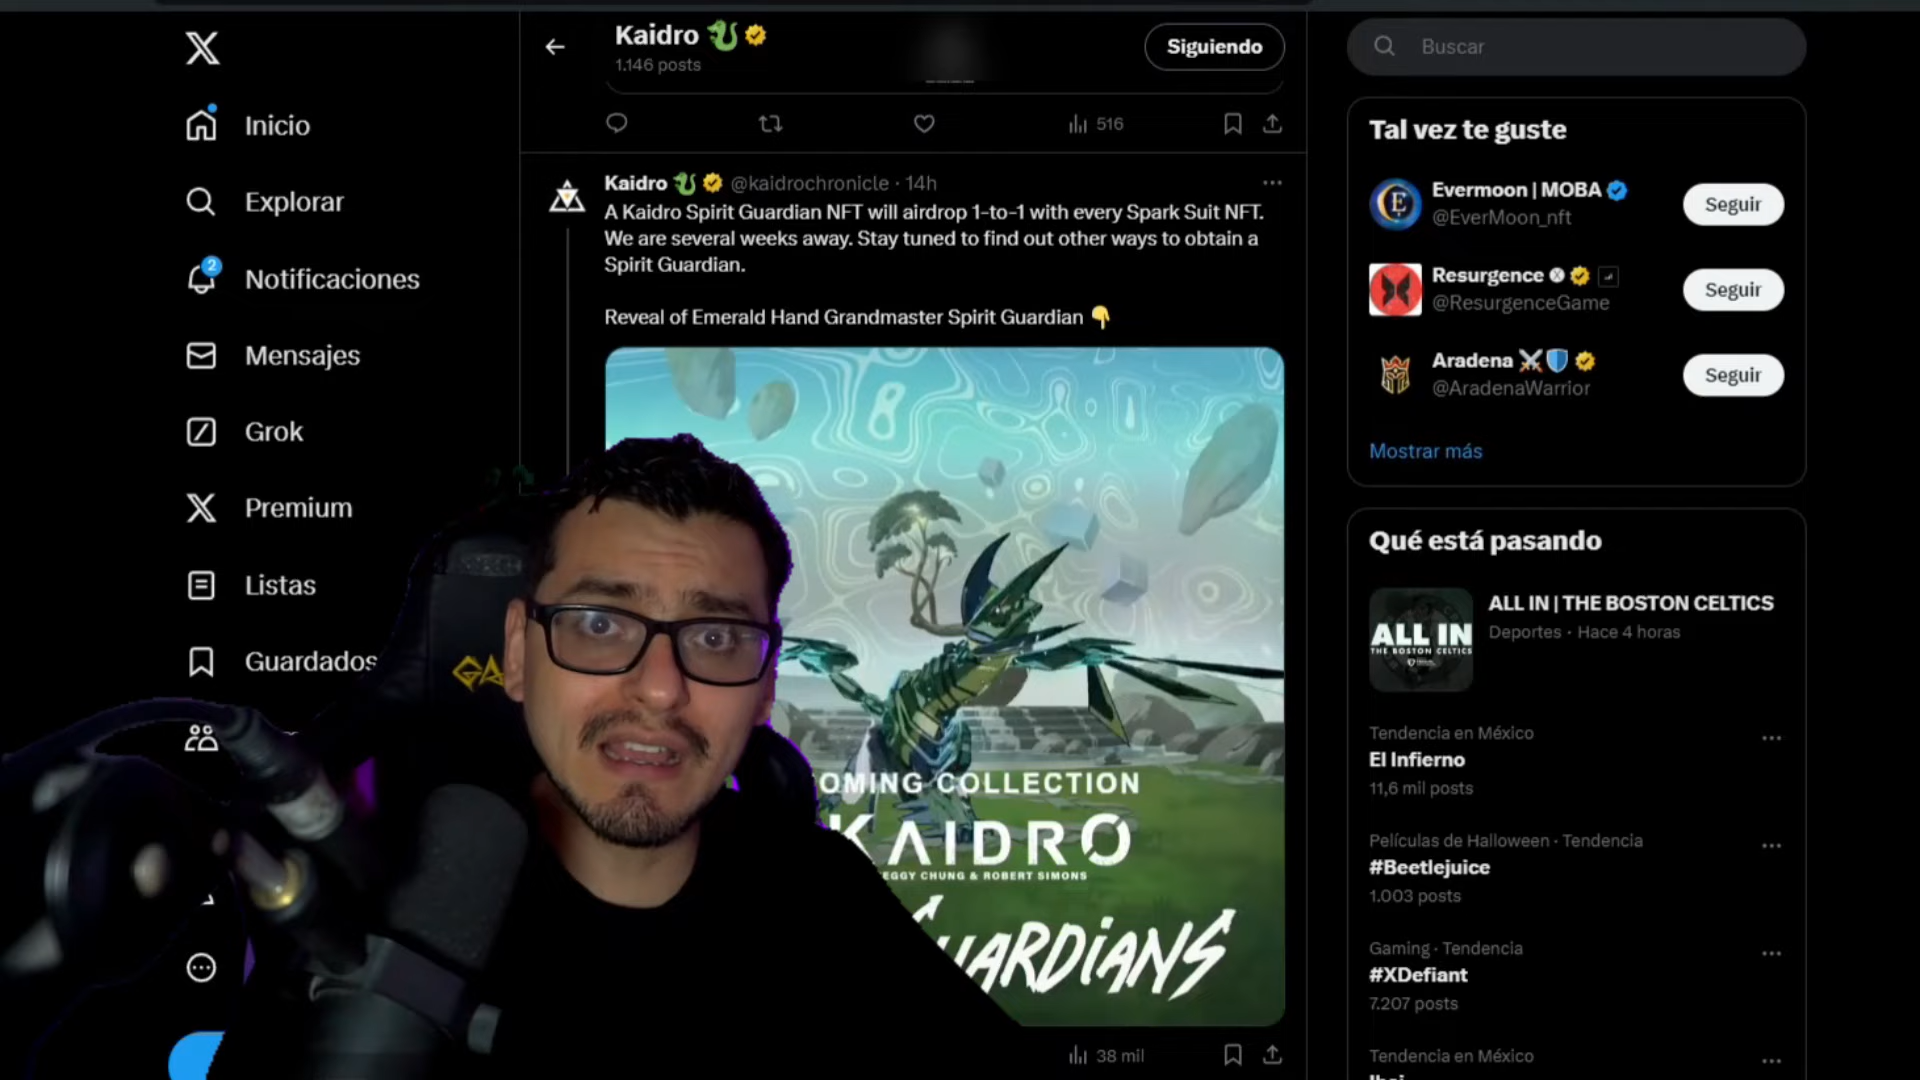 Kaidro
1.146 posts
Siguiendo
Buscar
Inicio
Explorar
2
Notificaciones
Mensajes
Grok
Premium
Listas
Guardados
516
Kaidro @kaidrochronicle · 14h
A Kaidro Spirit Guardian NFT will airdrop 1-to-1 with every Spark Suit NFT.
We are several weeks away. Stay tuned to find out other ways to obtain a
Spirit Guardian.
Reveal of Emerald Hand Grandmaster Spirit Guardian
OMING COLLECTION
KAIDRO
EGGY CHUNG & ROBERT SIMONS
GUARDIANS
38 mil
GA
Tal vez te guste
Evermoon | MOBA
@EverMoon_nft
Seguir
Resurgence
@ResurgenceGame
Seguir
Aradena
@AradenaWarrior
Seguir
Mostrar más
Qué está pasando
ALL IN
THE BOSTON CELTICS
ALL IN | THE BOSTON CELTICS
Deportes · Hace 4 horas
Tendencia en México
El Infierno
11,6 mil posts
Películas de Halloween · Tendencia
#Beetlejuice
1.003 posts
Gaming · Tendencia
#XDefiant
7.207 posts
Tendencia en México